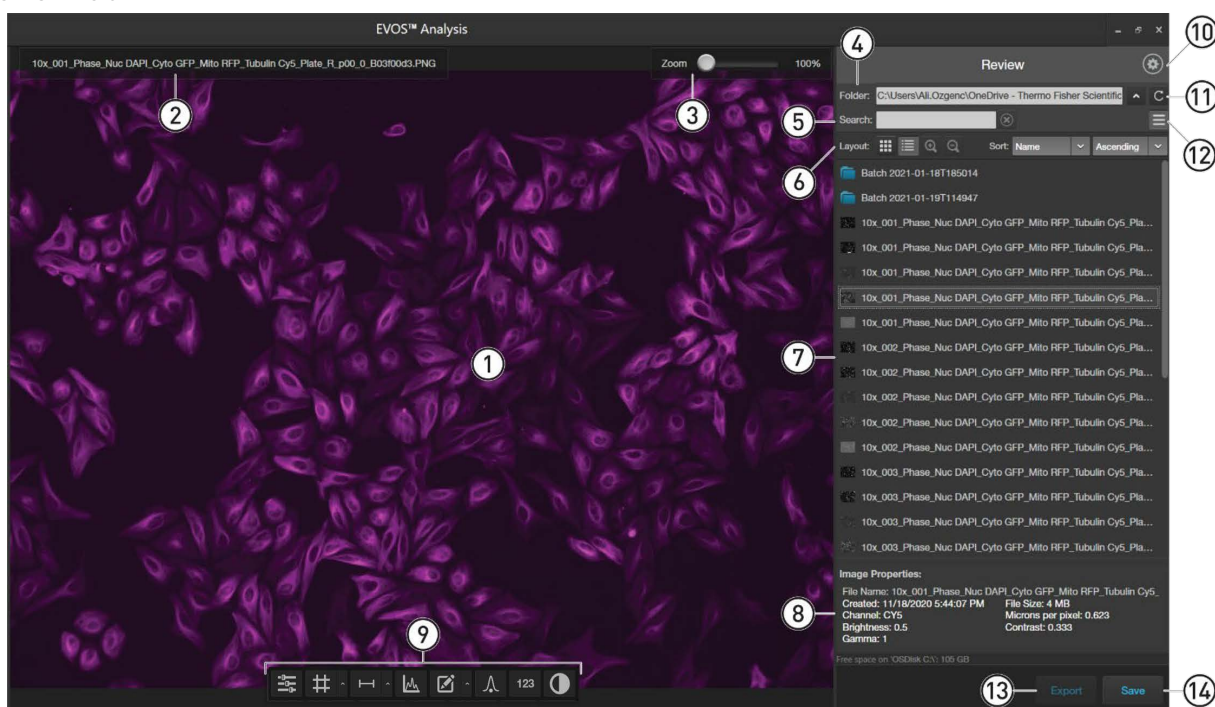 EVOS™ Analysis
10x_001_Phase_Nuc DAPI_Cyto GFP_Mito RFP_Tubulin Cy5_Plate_R_p00_0_B03f00d3.PNG
2
Zoom 100%
3
4
Review
10
Folder: C:\Users\Ali.Ozgenc\OneDrive - Thermo Fisher Scientific
11
5
Search:
12
6
Layout: Sort: Name Ascending
Batch 2021-01-18T185014
Batch 2021-01-19T114947
10x_001_Phase_Nuc DAPI_Cyto GFP_Mito RFP_Tubulin Cy5_Pla...
10x_001_Phase_Nuc DAPI_Cyto GFP_Mito RFP_Tubulin Cy5_Pla...
10x_001_Phase_Nuc DAPI_Cyto GFP_Mito RFP_Tubulin Cy5_Pla...
10x_001_Phase_Nuc DAPI_Cyto GFP_Mito RFP_Tubulin Cy5_Pla...
10x_001_Phase_Nuc DAPI_Cyto GFP_Mito RFP_Tubulin Cy5_Pla...
10x_002_Phase_Nuc DAPI_Cyto GFP_Mito RFP_Tubulin Cy5_Pla...
1
7
10x_002_Phase_Nuc DAPI_Cyto GFP_Mito RFP_Tubulin Cy5_Pla...
10x_002_Phase_Nuc DAPI_Cyto GFP_Mito RFP_Tubulin Cy5_Pla...
10x_002_Phase_Nuc DAPI_Cyto GFP_Mito RFP_Tubulin Cy5_Pla...
10x_002_Phase_Nuc DAPI_Cyto GFP_Mito RFP_Tubulin Cy5_Pla...
10x_003_Phase_Nuc DAPI_Cyto GFP_Mito RFP_Tubulin Cy5_Pla...
10x_003_Phase_Nuc DAPI_Cyto GFP_Mito RFP_Tubulin Cy5_Pla...
10x_003_Phase_Nuc DAPI_Cyto GFP_Mito RFP_Tubulin Cy5_Pla...
10x_003_Phase_Nuc DAPI_Cyto GFP_Mito RFP_Tubulin Cy5_Pla...
Image Properties:
File Name: 10x_001_Phase_Nuc DAPI_Cyto GFP_Mito RFP_Tubulin Cy5_
Created: 11/18/2020 5:44:07 PM File Size: 4 MB
8
Channel: CY5 Microns per pixel: 0.623
Brightness: 0.5 Contrast: 0.333
Gamma: 1
9
Free space on 'OSDisk C:\': 105 GB
123
13
Export
Save
14